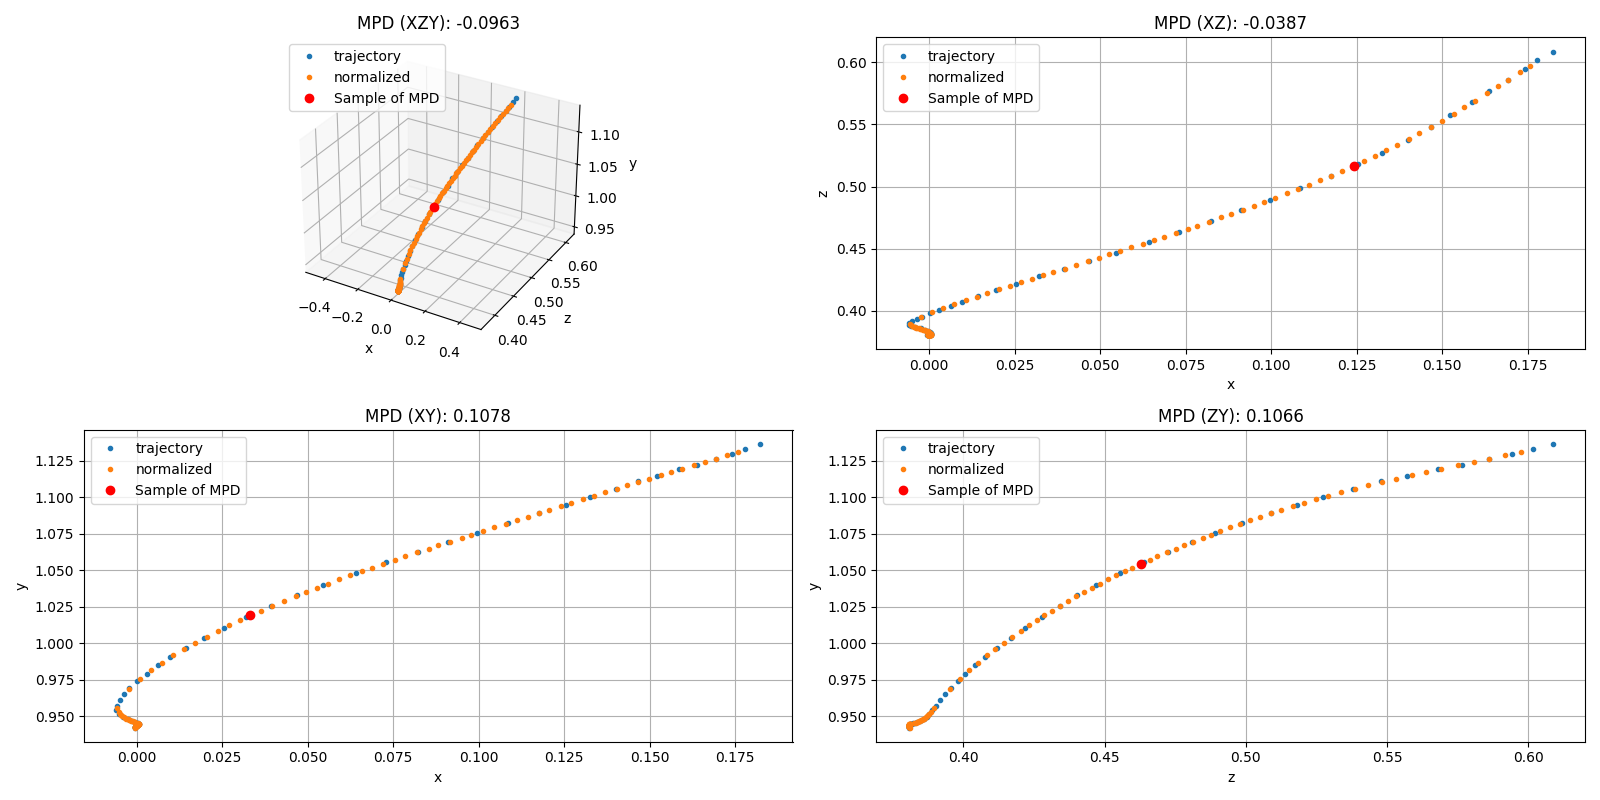 MPD (XZY): -0.0963
trajectory
normalized
Sample of MPD
1.10
1.05
1.00
0.95
y
0.60
0.55
0.50
0.45
0.40
z
−0.4
−0.2
0.0
0.2
0.4
x
MPD (XZ): -0.0387
trajectory
normalized
Sample of MPD
0.60
0.55
0.50
0.45
0.40
z
0.000 0.025 0.050 0.075 0.100 0.125 0.150 0.175
x
MPD (XY): 0.1078
trajectory
normalized
Sample of MPD
1.125
1.100
1.075
1.050
1.025
1.000
0.975
0.950
y
0.000 0.025 0.050 0.075 0.100 0.125 0.150 0.175
x
MPD (ZY): 0.1066
trajectory
normalized
Sample of MPD
1.125
1.100
1.075
1.050
1.025
1.000
0.975
0.950
y
0.40 0.45 0.50 0.55 0.60
z